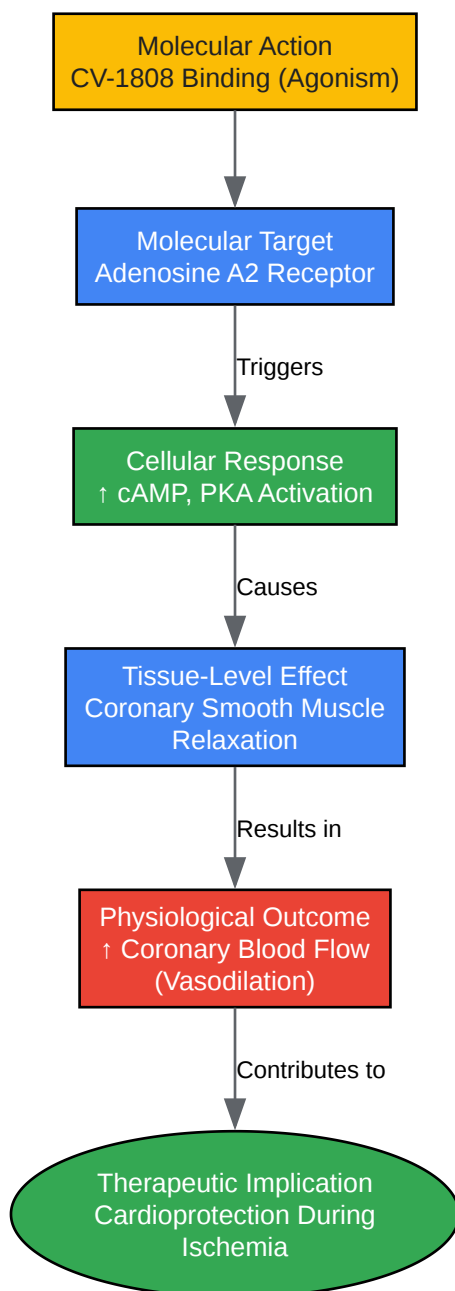 Molecular Action
CV-1808 Binding (Agonism)
Molecular Target
Adenosine A2 Receptor
Triggers
Cellular Response
↑ cAMP, PKA Activation
Causes
Tissue-Level Effect
Coronary Smooth Muscle
Relaxation
Results in
Physiological Outcome
↑ Coronary Blood Flow
(Vasodilation)
Contributes to
Therapeutic Implication
Cardioprotection During
Ischemia